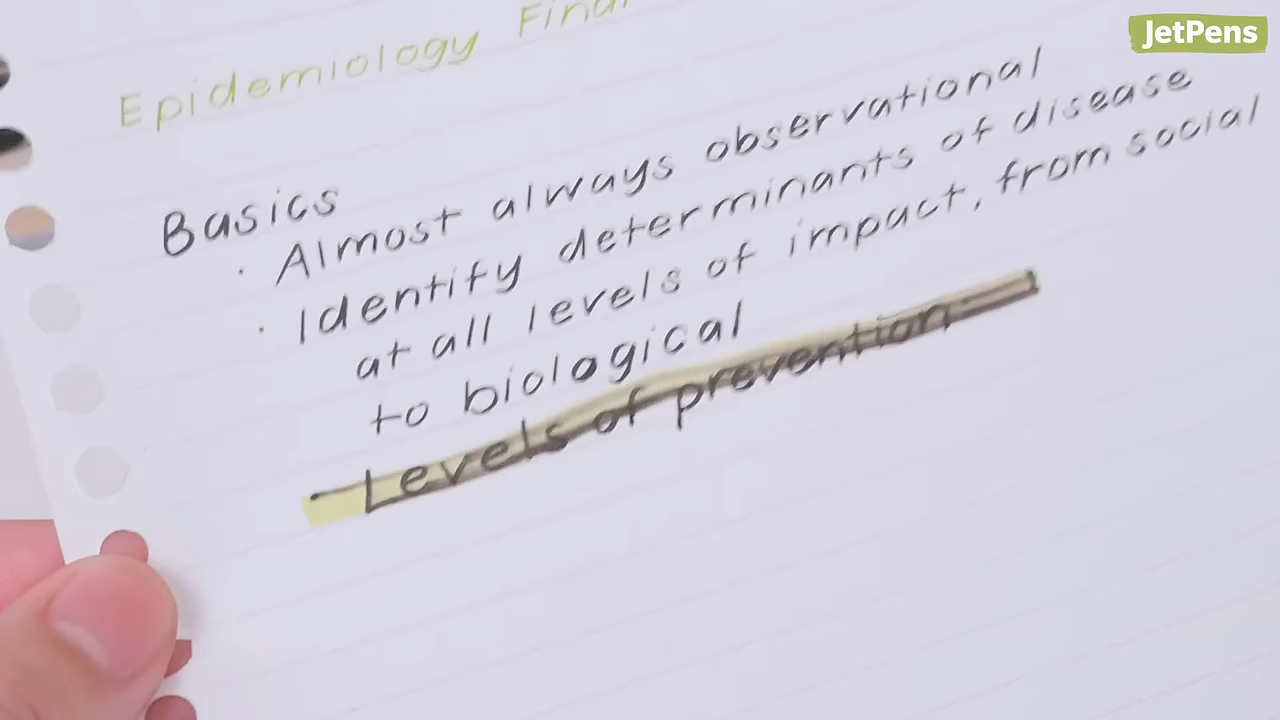 JetPens
Epidemiology Final
Basics
· Almost always observational
· Identify determinants of disease
at all levels of impact, from social
to biological
- Levels of prevention